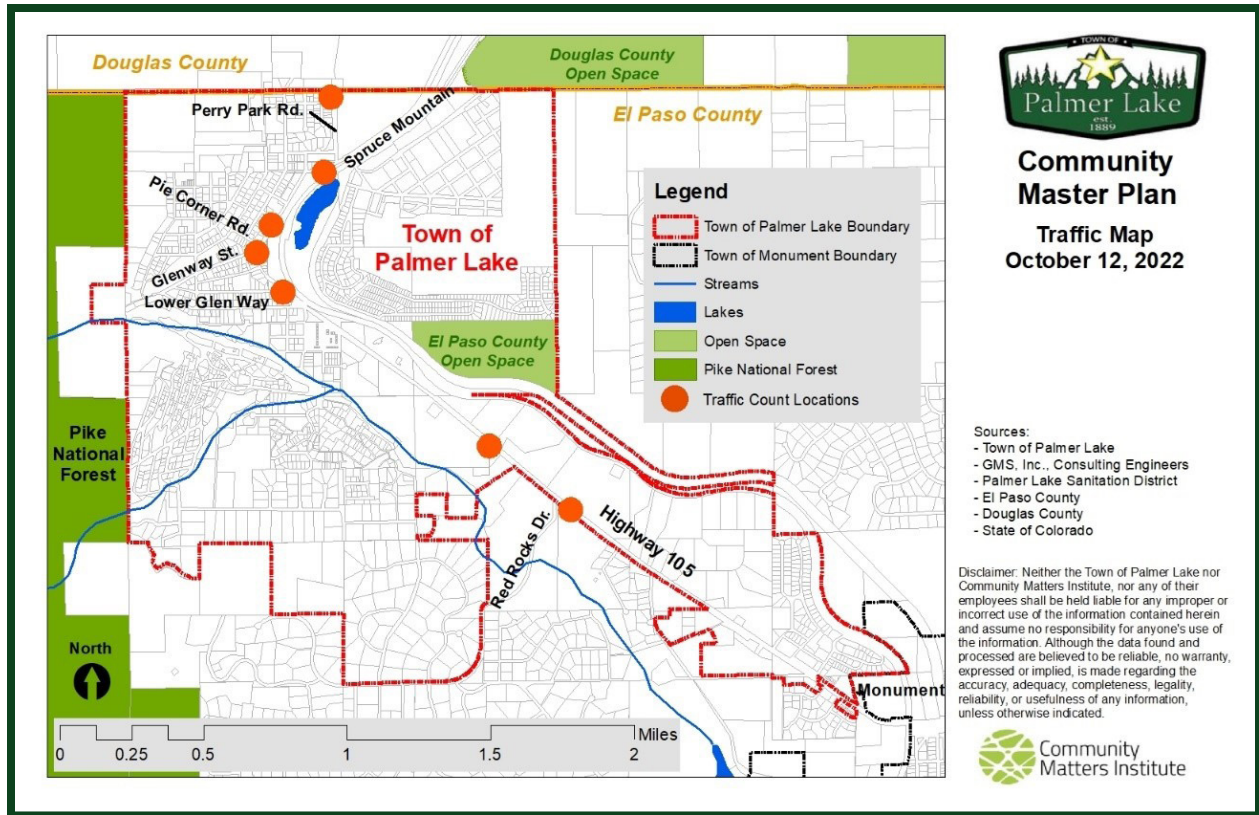 Douglas County
Douglas County
Open Space
El Paso County
Perry Park Rd.
Spruce Mountain
Pie Corner Rd.
Glenway St.
Lower Glen Way
Town of
Palmer Lake
El Paso County
Open Space
Pike
National
Forest
Red Rocks Dr.
Highway 105
Monument
North
0 0.25 0.5 1 1.5 2
Miles
Legend
Town of Palmer Lake Boundary
Town of Monument Boundary
Streams
Lakes
Open Space
Pike National Forest
Traffic Count Locations
TOWN OF
Palmer Lake
est.
1889
Community
Master Plan
Traffic Map
October 12, 2022
Sources:
- Town of Palmer Lake
- GMS, Inc., Consulting Engineers
- Palmer Lake Sanitation District
- El Paso County
- Douglas County
- State of Colorado
Disclaimer: Neither the Town of Palmer Lake nor
Community Matters Institute, nor any of their
employees shall be held liable for any improper or
incorrect use of the information contained herein
and assume no responsibility for anyone's use of
the information. Although the data found and
processed are believed to be reliable, no warranty,
expressed or implied, is made regarding the
accuracy, adequacy, completeness, legality,
reliability, or usefulness of any information,
unless otherwise indicated.
Community
Matters Institute